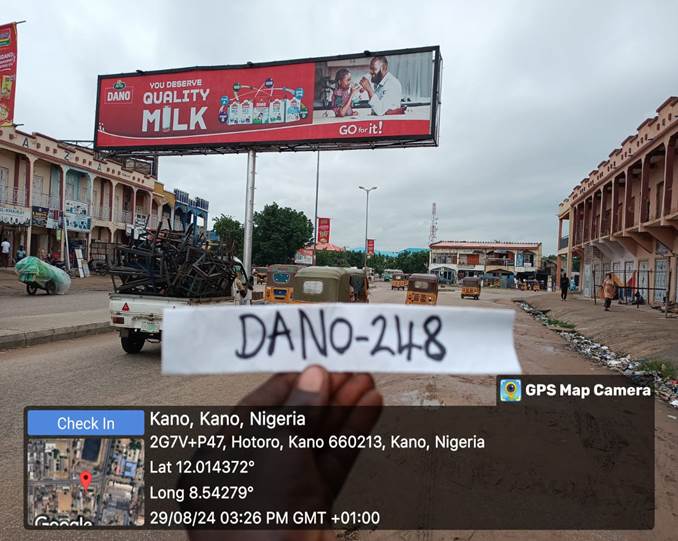 DANO
YOU DESERVE
QUALITY
MILK
GO for it!
DANO-248
GPS Map Camera
Check In
Kano, Kano, Nigeria
2G7V+P47, Hotoro, Kano 660213, Kano, Nigeria
Lat 12.014372°
Long 8.54279°
29/08/24 03:26 PM GMT +01:00
Google